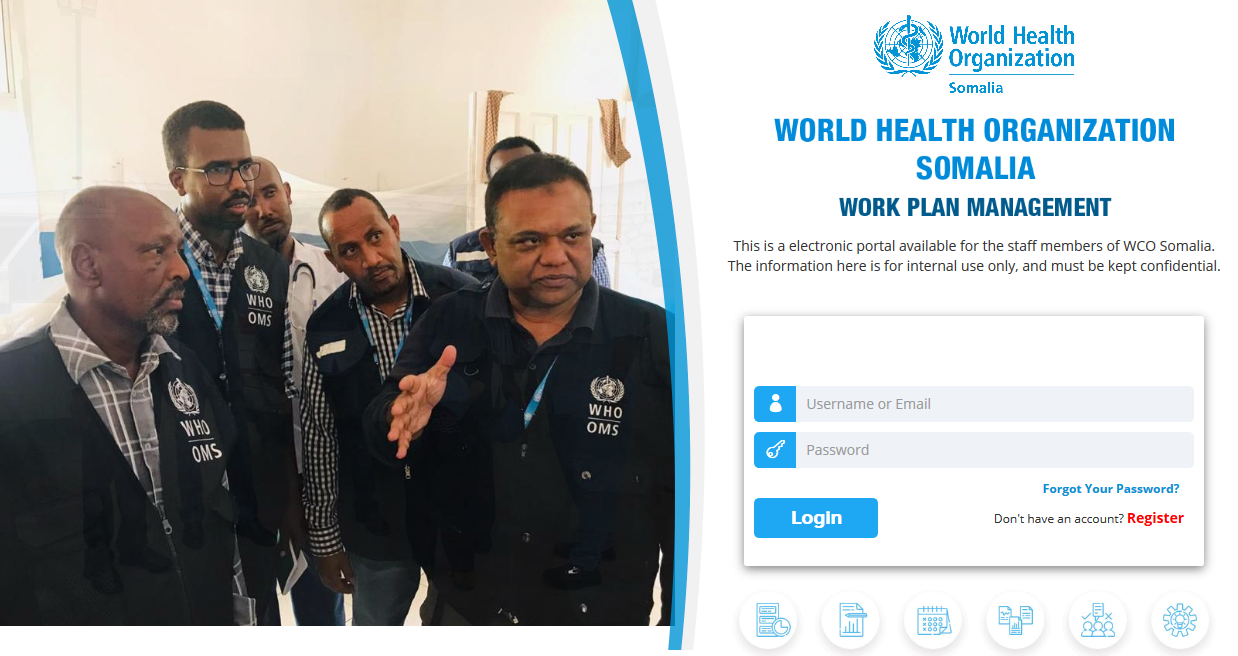 World Health
Organization
Somalia
WORLD HEALTH ORGANIZATION
SOMALIA
WORK PLAN MANAGEMENT
This is a electronic portal available for the staff members of WCO Somalia.
The information here is for internal use only, and must be kept confidential.
Username or Email
Password
Forgot Your Password?
Login
Don't have an account? Register
WHO
OMS
WHO
OMS
WHO
OMS